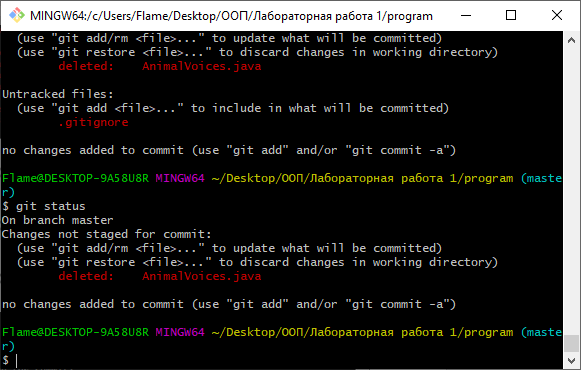 MINGW64:/c/Users/Flame/Desktop/ООП/Лабораторная работа 1/program
(use "git add/rm <file>..." to update what will be committed)
(use "git restore <file>..." to discard changes in working directory)
deleted:    AnimalVoices.java
Untracked files:
(use "git add <file>..." to include in what will be committed)
.gitignore
no changes added to commit (use "git add" and/or "git commit -a")
Flame@DESKTOP-9A58U8R MINGW64 ~/Desktop/ООП/Лабораторная работа 1/program (maste
r)
$ git status
On branch master
Changes not staged for commit:
(use "git add/rm <file>..." to update what will be committed)
(use "git restore <file>..." to discard changes in working directory)
deleted:    AnimalVoices.java
no changes added to commit (use "git add" and/or "git commit -a")
Flame@DESKTOP-9A58U8R MINGW64 ~/Desktop/ООП/Лабораторная работа 1/program (maste
r)
$